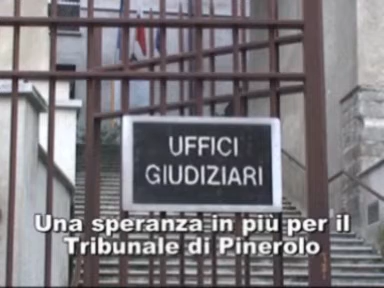 UFFICI
GIUDIZIARI
Una speranza in più per il
Tribunale di Pinerolo